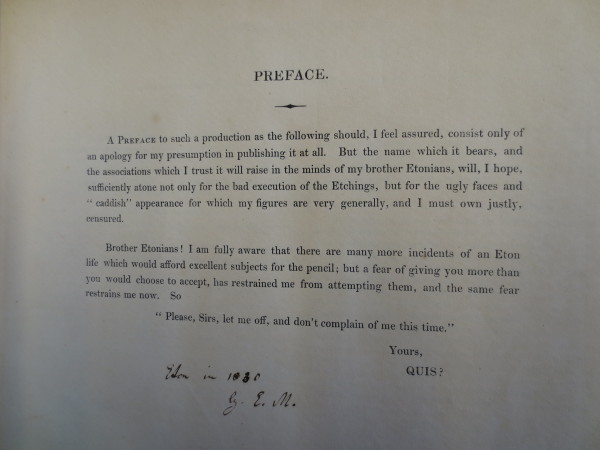 PREFACE.
A PREFACE to such a production as the following should, I feel assured, consist only of
an apology for my presumption in publishing it at all. But the name which it bears, and
the associations which I trust it will raise in the minds of my brother Etonians, will, I hope,
sufficiently atone not only for the bad execution of the Etchings, but for the ugly faces and
“ caddish” appearance for which my figures are very generally, and I must own justly,
censured.
Brother Etonians! I am fully aware that there are many more incidents of an Eton
life which would afford excellent subjects for the pencil; but a fear of giving you more than
you would choose to accept, has restrained me from attempting them, and the same fear
restrains me now. So
“ Please, Sirs, let me off, and don't complain of me this time.”
Yours,
QUIS?
Eton in 1830
E. M.